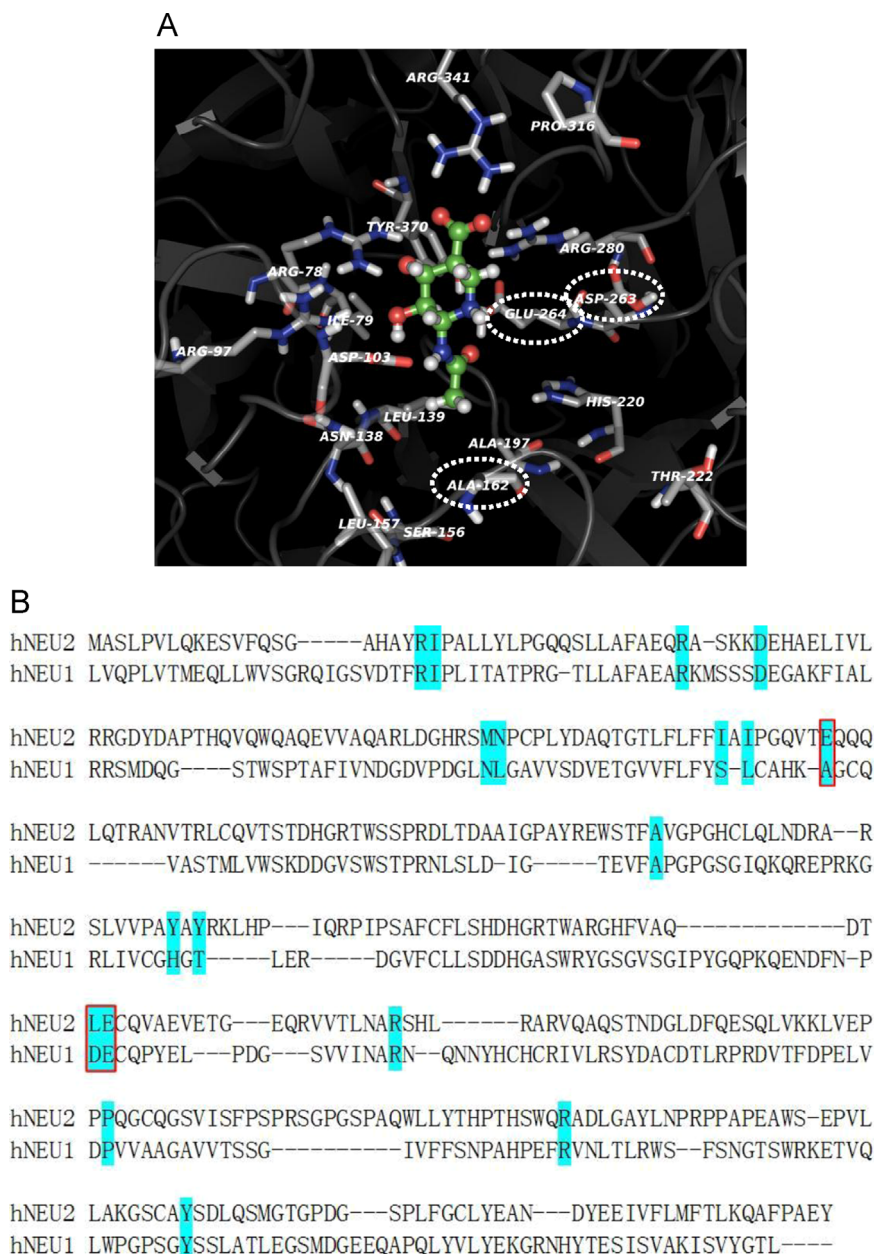 A
ARG-341
PRO-316
TYR-370
ARG-280
ARG-78
ASP-263
GLU-264
ILE-79
ARG-97
ASP-103
HIS-220
LEU-139
ASN-138
ALA-197
THR-222
ALA-162
LEU-157
SER-156
B
hNEU2 MASLPVLQKESVFQSG-----AHAYRIPALLYLPGQQSLLAFAEQRA-SKKDEHAELIVL
hNEU1 LVQPLVTMEQLLWVSGRQIGSVDTFRIPLITATPRG-TLLAFAEARKMSSSDEGAKFIAL
hNEU2 RRGDYDAPTHQVQWQAQEVVAQARLDGHRSMNPCPLYDAQTGTLFLFFIAIPGQVTEQQQ
hNEU1 RRSMDQG----STWSPTAFIVNDGDVPDGLNLGAVVSDVETGVVFLFYS-LCAHK-AGCQ
hNEU2 LQTRANVTRLCQVTSTDHGRTWSSPRDLTDAAIGPAYREWSTFAVGPGHCLQLNDRA--R
hNEU1 ------VASTMLVWSKDDGVSWSTPRNLSLD-IG-----TEVFAPGPGSGIQKQREPRKG
hNEU2 SLVVPAYAYRKLHP---IQRPIPSAFCFLSHDHGRTWARGHFVAQ-------------DT
hNEU1 RLIVCGHGT-----LER-----DGVFCLLSDDHGASWRYGSGVSGIPYGQPKQENDFN-P
hNEU2 LECQVAEVETG---EQRVVTLNARSHL------RARVQAQSTNDGLDFQESQLVKKLVEP
hNEU1 DECQPYEL---PDG---SVVINARN--QNNYHCHCRIVLRSYDACDTLRPRDVTFDPELV
hNEU2 PPQGCQGSVISFPSPRSGPGSPAQWLLYTHPTHSWQRADLGAYLNPRPPAPEAWS-EPVL
hNEU1 DPVVAAGAVVTSSG----------IVFFSNPAHPEFRVNLTLRWS--FSNGTSWRKETVQ
hNEU2 LAKGSCAYSDLQSMGTGPDG---SPLFGCLYEAN---DYEEIVFLMFTLKQAFPAEY
hNEU1 LWPGPSGYSSLATLEGSMDGEEQAPQLYVLYEKGRNHYTESISVAKISVYGTL----